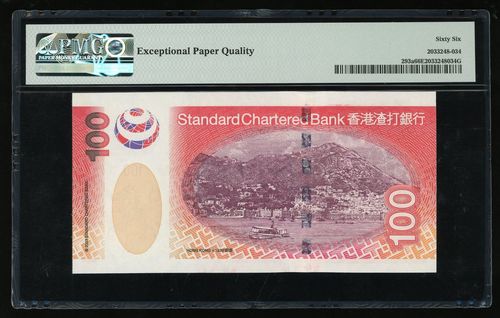 PMG
PAPER MONEY GUARANTY
Exceptional Paper Quality
Sixty Six
2033248-034
293a66E2033248034G
100
Standard Chartered Bank 香港渣打銀行
100